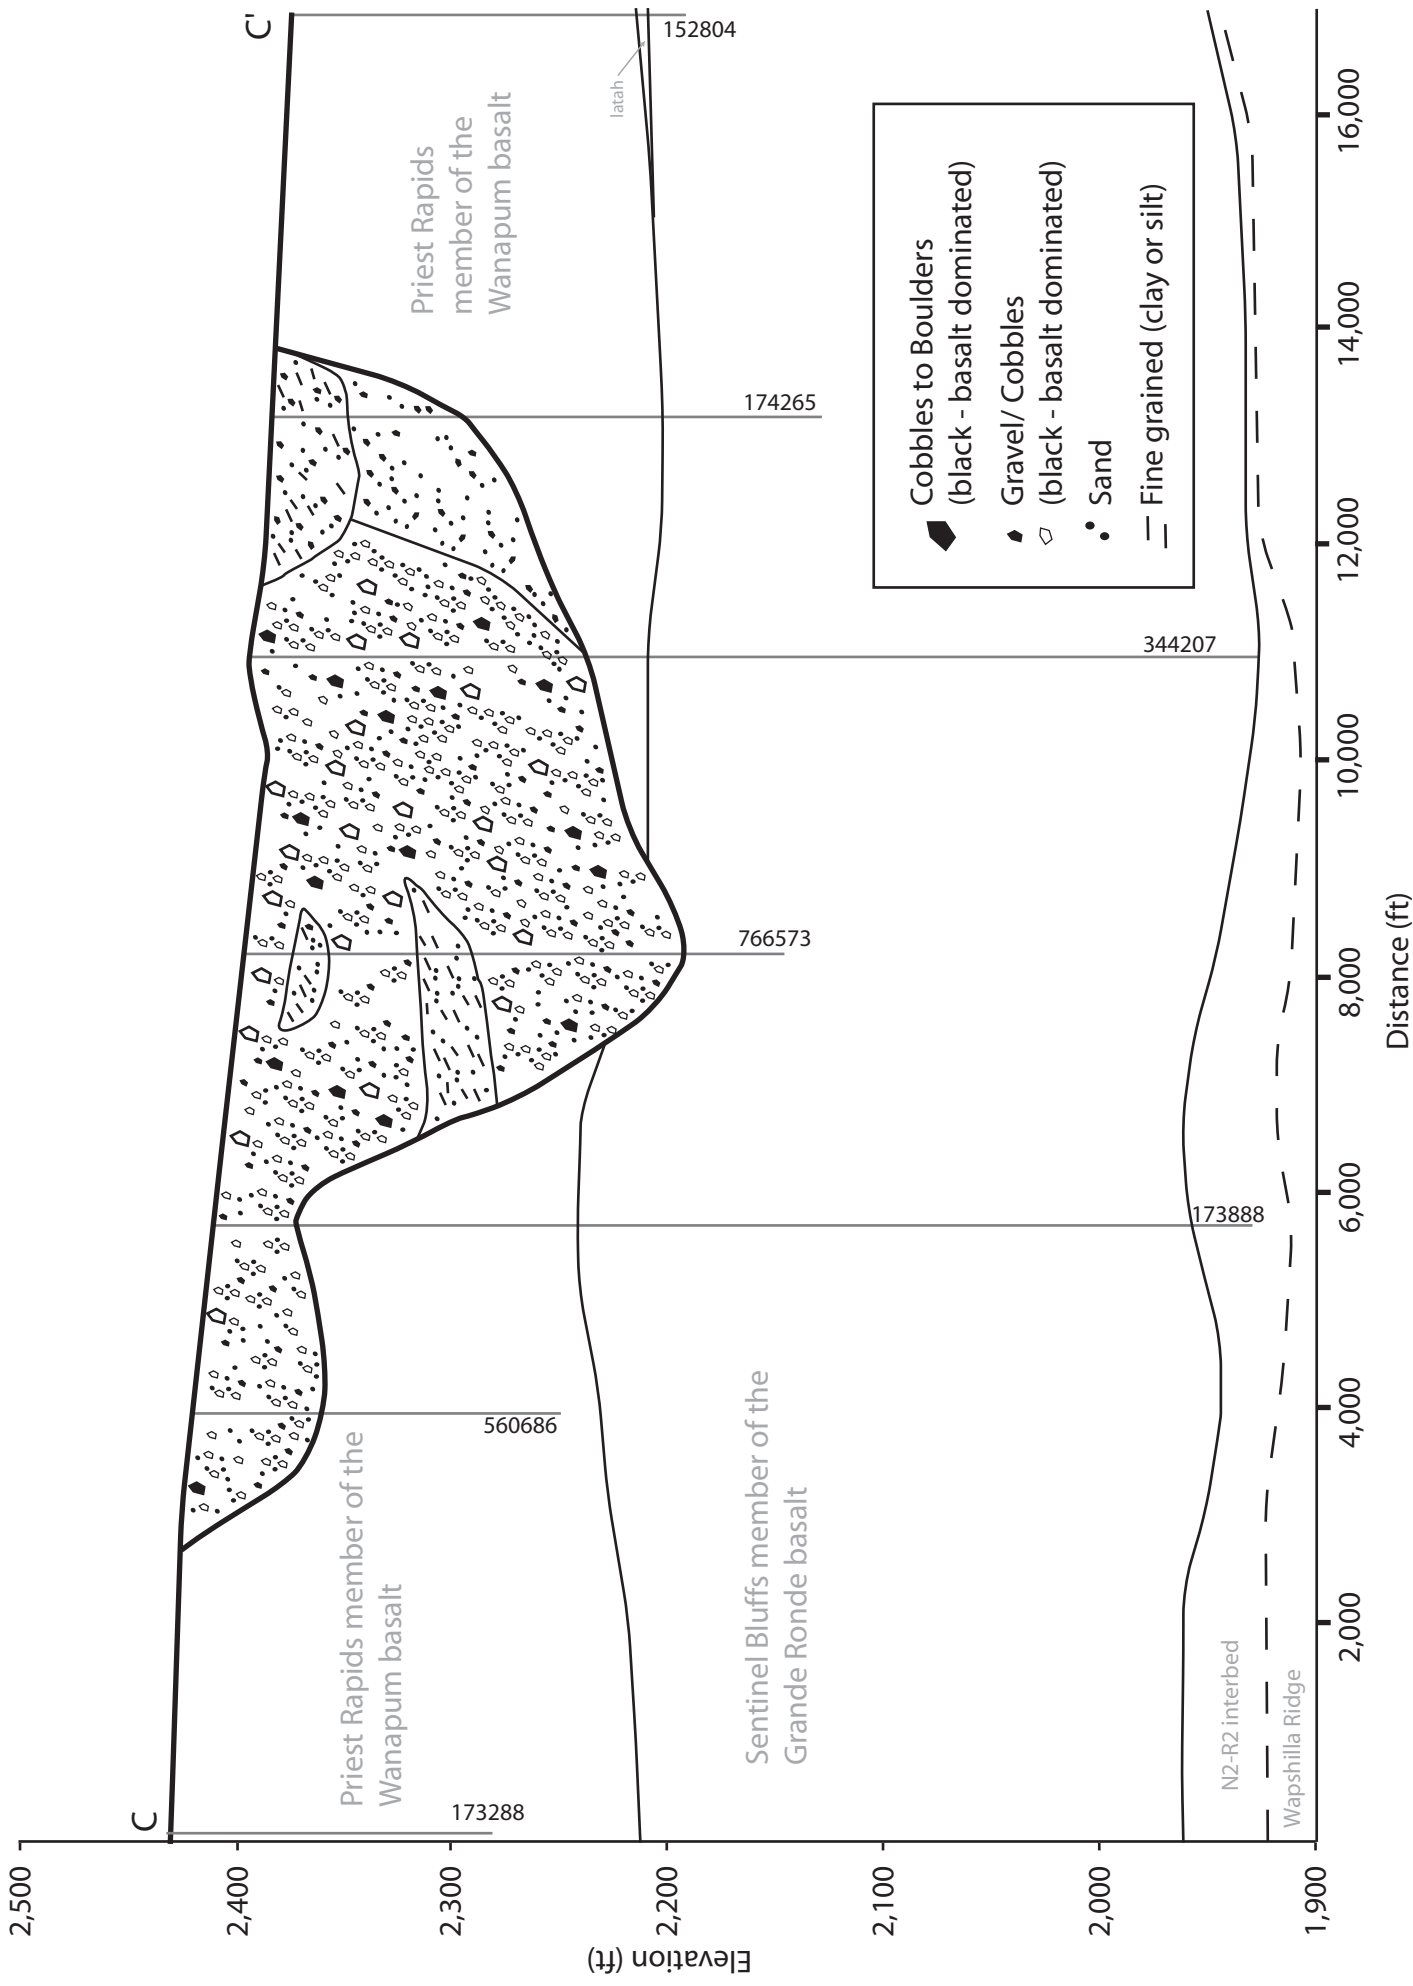 C
C'
2,500
2,400
2,300
2,200
2,100
2,000
1,900
Elevation (ft)
Priest Rapids member of the
Wanapum basalt
Priest Rapids
member of the
Wanapum basalt
latah
Sentinel Bluffs member of the
Grande Ronde basalt
N2-R2 interbed
Wapshilla Ridge
173288
560686
173888
766573
344207
174265
152804
Cobbles to Boulders
(black - basalt dominated)
Gravel/ Cobbles
(black - basalt dominated)
Sand
Fine grained (clay or silt)
2,000
4,000
6,000
8,000
10,000
12,000
14,000
16,000
Distance (ft)